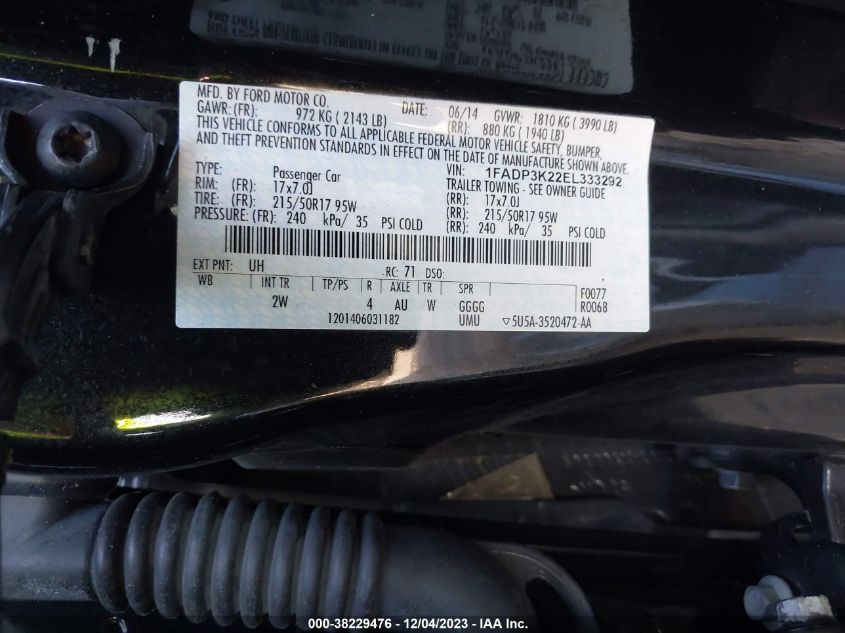 MFD. BY FORD MOTOR CO. DATE: 06/14 GVWR: 1810 KG ( 3990 LB)
GAWR: (FR): 972 KG ( 2143 LB) (RR): 880 KG ( 1940 LB)
THIS VEHICLE CONFORMS TO ALL APPLICABLE FEDERAL MOTOR VEHICLE SAFETY, BUMPER,
AND THEFT PREVENTION STANDARDS IN EFFECT ON THE DATE OF MANUFACTURE SHOWN ABOVE.
VIN: 1FADP3K22EL333292
TYPE: Passenger Car TRAILER TOWING - SEE OWNER GUIDE
RIM: (FR): 17x7.0J (RR): 17x7.0J
TIRE: (FR): 215/50R17 95W (RR): 215/50R17 95W
PRESSURE: (FR): 240 kPa/ 35 PSI COLD (RR): 240 kPa/ 35 PSI COLD
EXT PNT: UH RC: 71 DSO:
WB INT TR TP/PS R AXLE TR SPR F0077
2W 4 AU W GGGG R0068
1201406031182 UMU ▽5U5A-3520472-AA
000-38229476 - 12/04/2023 - IAA Inc.